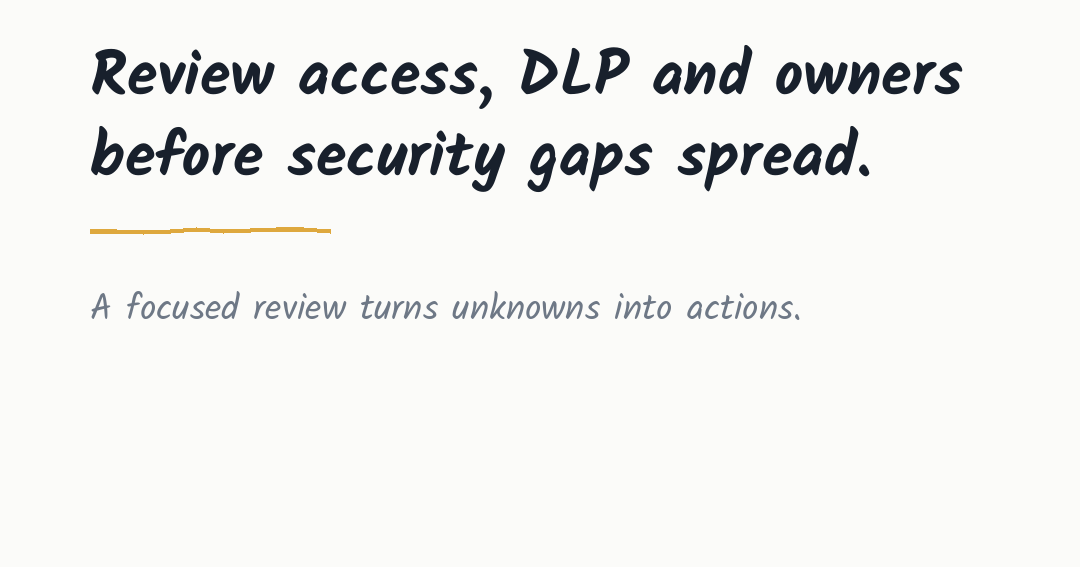 Review access, DLP and owners
before security gaps spread.
A focused review turns unknowns into actions.